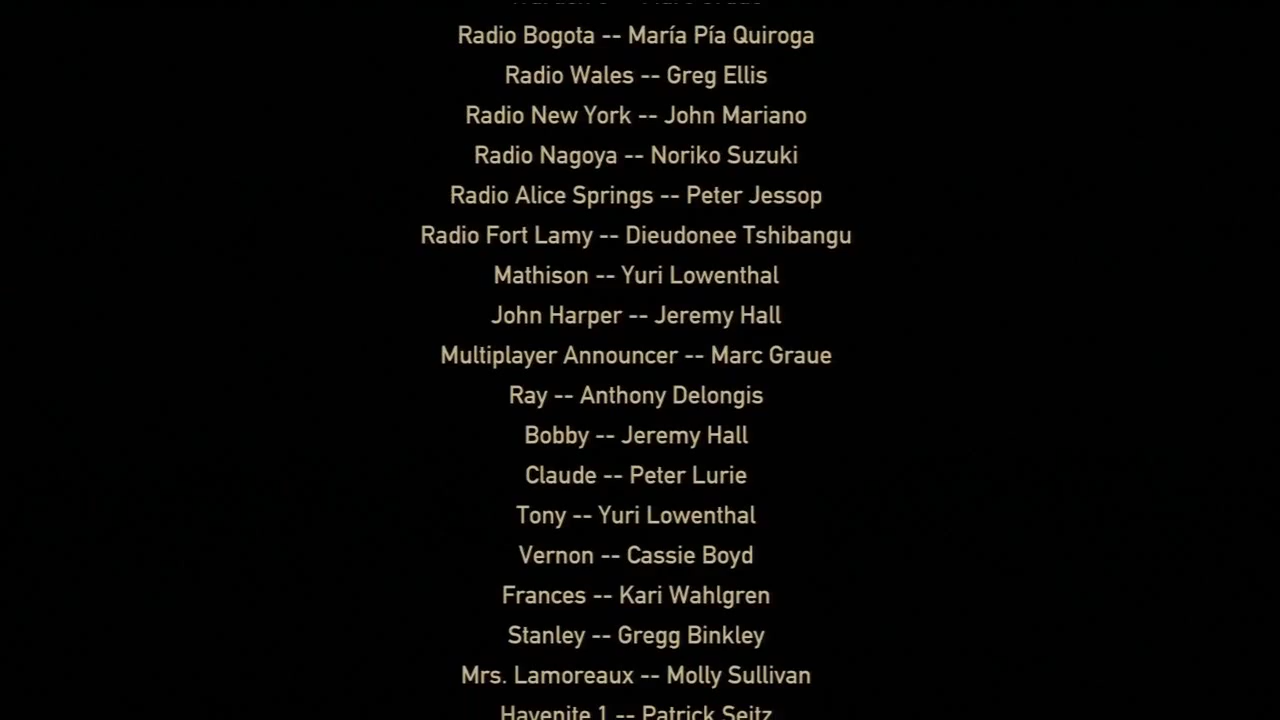 Radio Bogota -- María Pía Quiroga
Radio Wales -- Greg Ellis
Radio New York -- John Mariano
Radio Nagoya -- Noriko Suzuki
Radio Alice Springs -- Peter Jessop
Radio Fort Lamy -- Dieudonee Tshibangu
Mathison -- Yuri Lowenthal
John Harper -- Jeremy Hall
Multiplayer Announcer -- Marc Graue
Ray -- Anthony Delongis
Bobby -- Jeremy Hall
Claude -- Peter Lurie
Tony -- Yuri Lowenthal
Vernon -- Cassie Boyd
Frances -- Kari Wahlgren
Stanley -- Gregg Binkley
Mrs. Lamoreaux -- Molly Sullivan
Havenite 1 -- Patrick Seitz